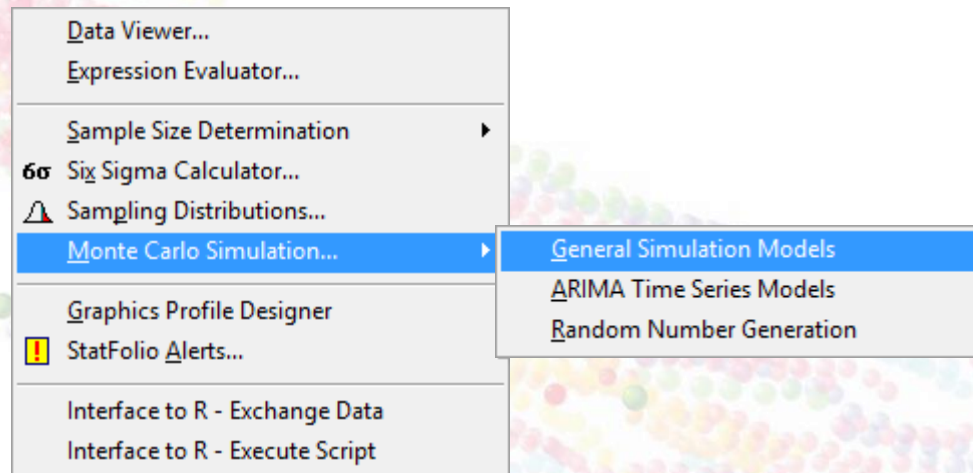 Data Viewer...
Expression Evaluator...
Sample Size Determination
6σ Six Sigma Calculator...
Sampling Distributions...
Monte Carlo Simulation...
General Simulation Models
ARIMA Time Series Models
Random Number Generation
Graphics Profile Designer
! StatFolio Alerts...
Interface to R - Exchange Data
Interface to R - Execute Script